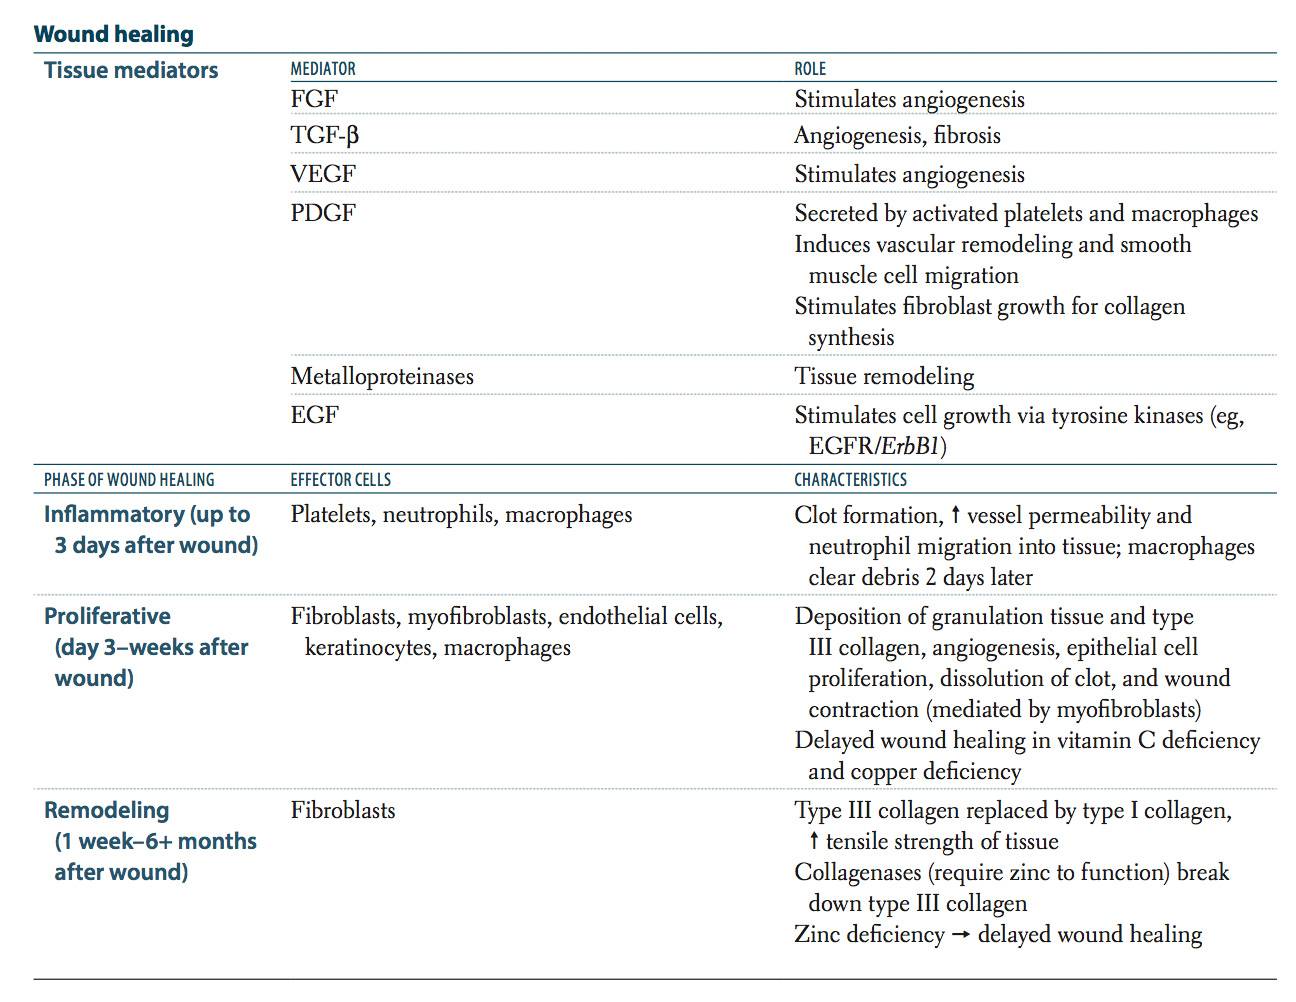 Wound healing
Tissue mediators MEDIATOR ROLE
FGF Stimulates angiogenesis
TGF-β Angiogenesis, fibrosis
VEGF Stimulates angiogenesis
PDGF Secreted by activated platelets and macrophages
Induces vascular remodeling and smooth
muscle cell migration
Stimulates fibroblast growth for collagen
synthesis
Metalloproteinases Tissue remodeling
EGF Stimulates cell growth via tyrosine kinases (eg,
EGFR/ErbB1)
PHASE OF WOUND HEALING EFFECTOR CELLS CHARACTERISTICS
Inflammatory (up to Platelets, neutrophils, macrophages Clot formation, ↑ vessel permeability and
3 days after wound) neutrophil migration into tissue; macrophages
clear debris 2 days later
Proliferative Fibroblasts, myofibroblasts, endothelial cells, Deposition of granulation tissue and type
(day 3–weeks after keratinocytes, macrophages III collagen, angiogenesis, epithelial cell
wound) proliferation, dissolution of clot, and wound
contraction (mediated by myofibroblasts)
Delayed wound healing in vitamin C deficiency
and copper deficiency
Remodeling Fibroblasts Type III collagen replaced by type I collagen,
(1 week–6+ months ↑ tensile strength of tissue
after wound) Collagenases (require zinc to function) break
down type III collagen
Zinc deficiency → delayed wound healing